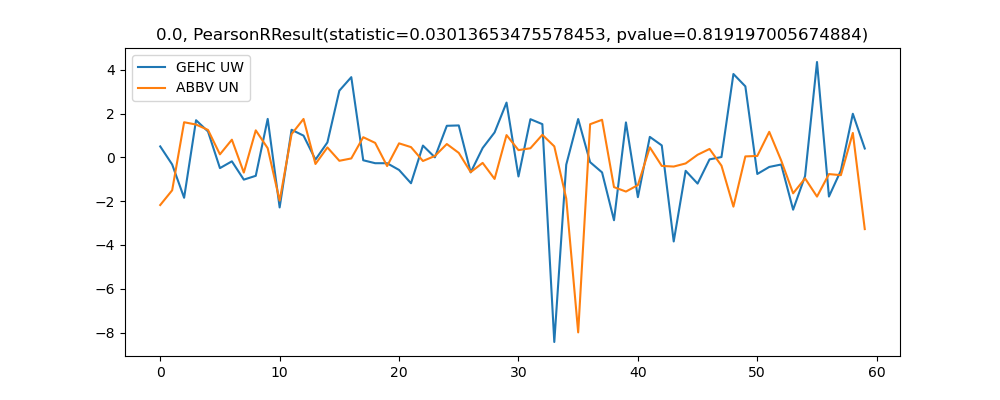 0.0, PearsonRResult(statistic=0.03013653475578453, pvalue=0.819197005674884)
GEHC UW
ABBV UN
4
2
0
−2
−4
−6
−8
0 10 20 30 40 50 60